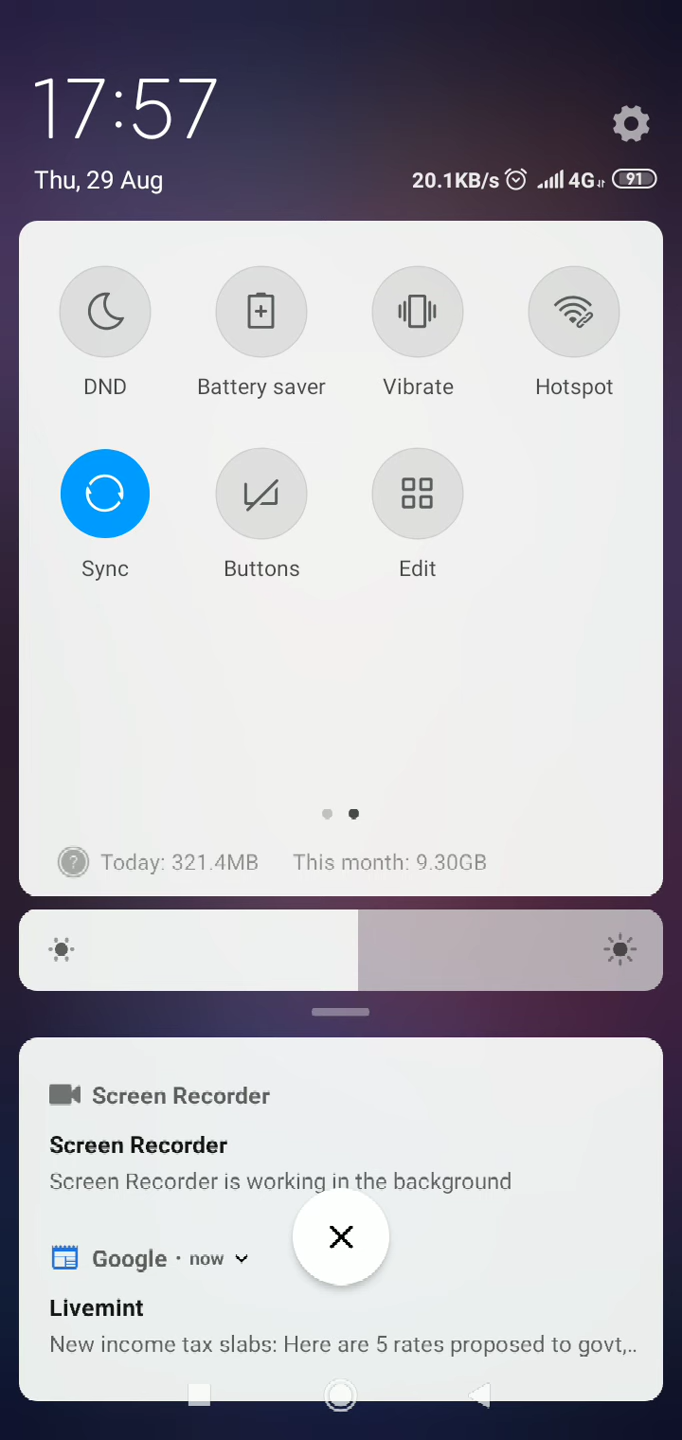 17:57
Thu, 29 Aug
20.1KB/s 4G 91
DND Battery saver Vibrate Hotspot
Sync Buttons Edit
? Today: 321.4MB This month: 9.30GB
Screen Recorder
Screen Recorder
Screen Recorder is working in the background
Google · now
Livemint
New income tax slabs: Here are 5 rates proposed to govt,..